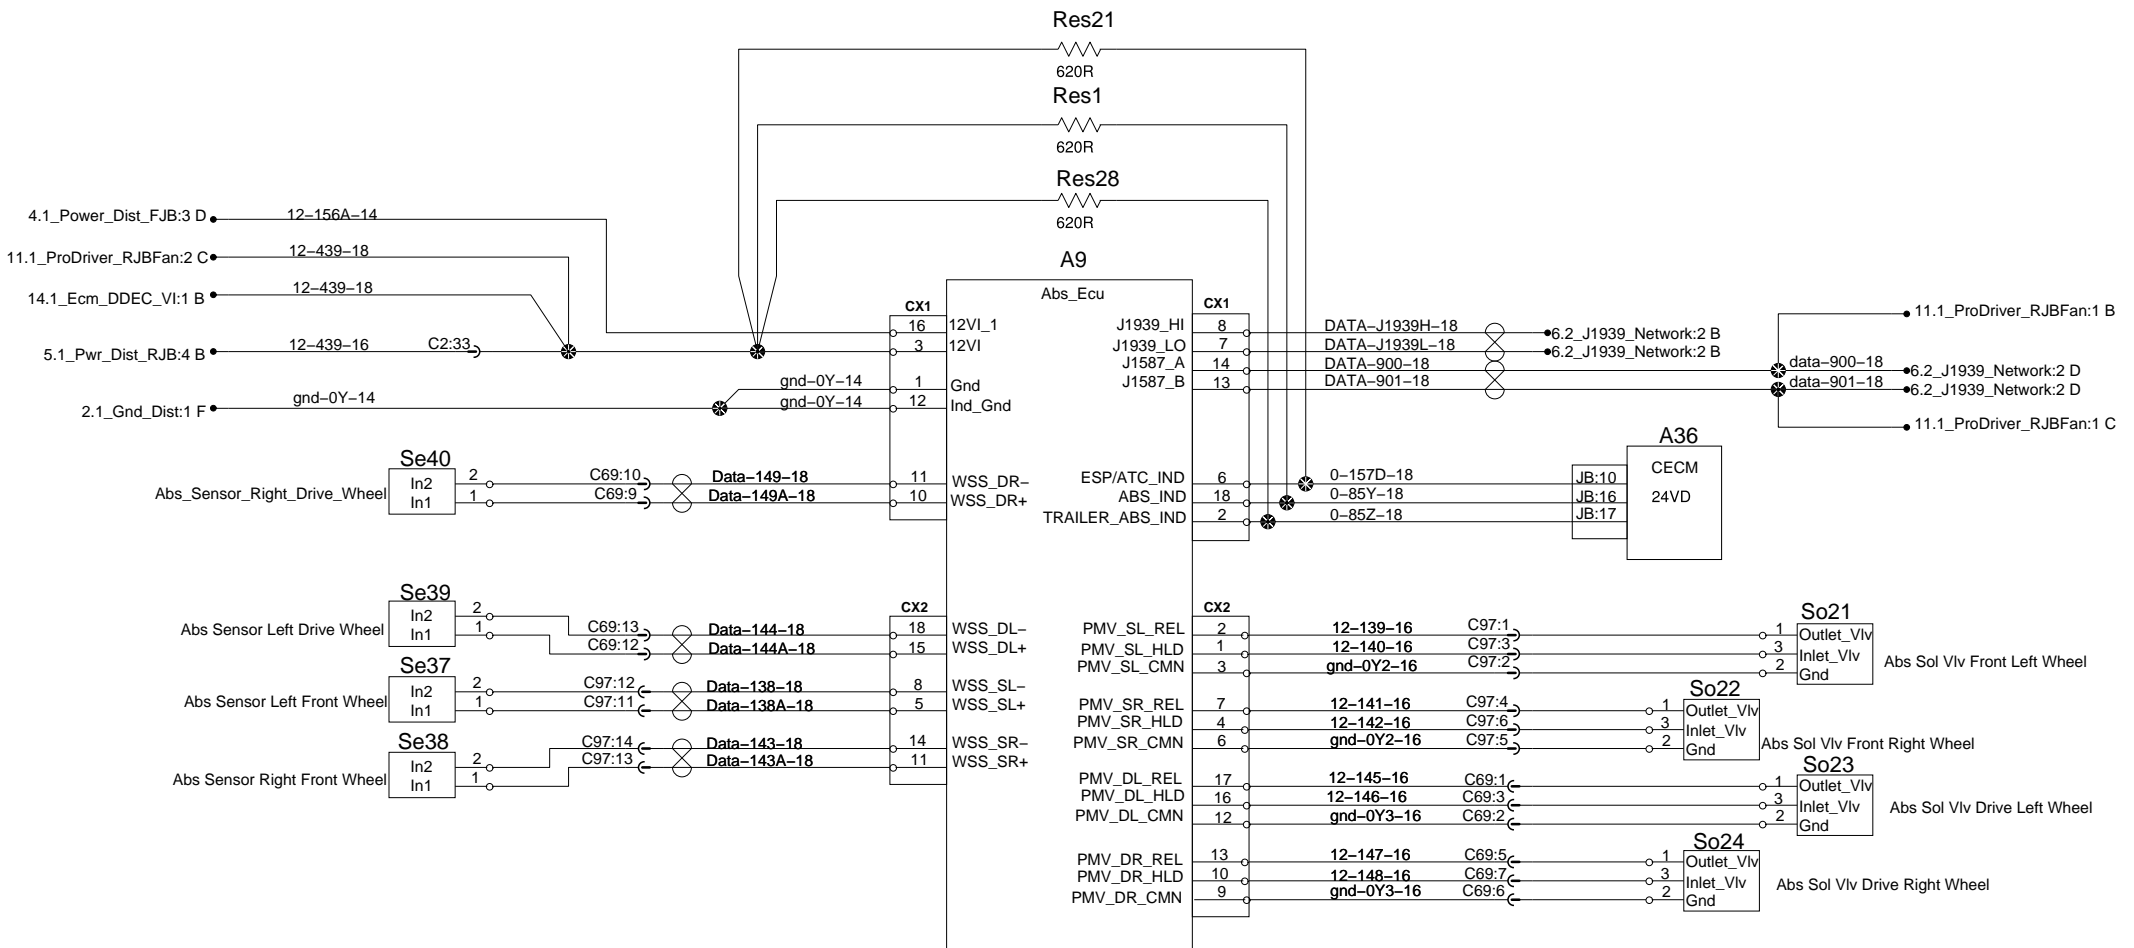 Res21
620R
Res1
620R
Res28
620R
4.1_Power_Dist_FJB:3 D
12−156A−14
11.1_ProDriver_RJBFan:2 C
12−439−18
14.1_Ecm_DDEC_VI:1 B
12−439−18
5.1_Pwr_Dist_RJB:4 B
12−439−16
C2:33
2.1_Gnd_Dist:1 F
gnd−0Y−14
gnd−0Y−14
gnd−0Y−14
A9
Abs_Ecu
CX1
16 12VI_1
3 12VI
1 Gnd
12 Ind_Gnd
11 WSS_DR−
10 WSS_DR+
Se40
Abs_Sensor_Right_Drive_Wheel
In2 2 C69:10 Data−149−18
In1 1 C69:9 Data−149A−18
CX2
18 WSS_DL−
15 WSS_DL+
8 WSS_SL−
5 WSS_SL+
14 WSS_SR−
11 WSS_SR+
Se39
Abs Sensor Left Drive Wheel
In2 2 C69:13 Data−144−18
In1 1 C69:12 Data−144A−18
Se37
Abs Sensor Left Front Wheel
In2 2 C97:12 Data−138−18
In1 1 C97:11 Data−138A−18
Se38
Abs Sensor Right Front Wheel
In2 2 C97:14 Data−143−18
In1 1 C97:13 Data−143A−18
CX1
J1939_HI 8 DATA−J1939H−18 6.2_J1939_Network:2 B
J1939_LO 7 DATA−J1939L−18 6.2_J1939_Network:2 B
J1587_A 14 DATA−900−18
J1587_B 13 DATA−901−18
11.1_ProDriver_RJBFan:1 B
data−900−18 6.2_J1939_Network:2 D
data−901−18 6.2_J1939_Network:2 D
11.1_ProDriver_RJBFan:1 C
ESP/ATC_IND 6 0−157D−18 JB:10
ABS_IND 18 0−85Y−18 JB:16
TRAILER_ABS_IND 2 0−85Z−18 JB:17
A36
CECM
24VD
CX2
PMV_SL_REL 2 12−139−16 C97:1 1 Outlet_Vlv
PMV_SL_HLD 1 12−140−16 C97:3 3 Inlet_Vlv
PMV_SL_CMN 3 gnd−0Y2−16 C97:2 2 Gnd
So21
Abs Sol Vlv Front Left Wheel
PMV_SR_REL 7 12−141−16 C97:4 1 Outlet_Vlv
PMV_SR_HLD 4 12−142−16 C97:6 3 Inlet_Vlv
PMV_SR_CMN 6 gnd−0Y2−16 C97:5 2 Gnd
So22
Abs Sol Vlv Front Right Wheel
PMV_DL_REL 17 12−145−16 C69:1 1 Outlet_Vlv
PMV_DL_HLD 16 12−146−16 C69:3 3 Inlet_Vlv
PMV_DL_CMN 12 gnd−0Y3−16 C69:2 2 Gnd
So23
Abs Sol Vlv Drive Left Wheel
PMV_DR_REL 13 12−147−16 C69:5 1 Outlet_Vlv
PMV_DR_HLD 10 12−148−16 C69:7 3 Inlet_Vlv
PMV_DR_CMN 9 gnd−0Y3−16 C69:6 2 Gnd
So24
Abs Sol Vlv Drive Right Wheel